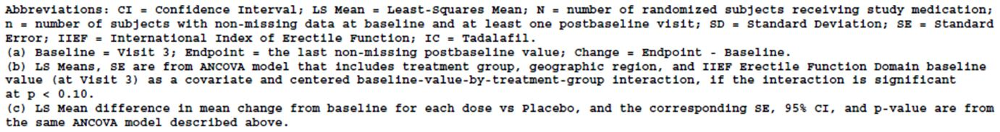 Abbreviations: CI = Confidence Interval; LS Mean = Least-Squares Mean; N = number of randomized subjects receiving study medication;
n = number of subjects with non-missing data at baseline and at least one postbaseline visit; SD = Standard Deviation; SE = Standard
Error; IIEF = International Index of Erectile Function; IC = Tadalafil.
(a) Baseline = Visit 3; Endpoint = the last non-missing postbaseline value; Change = Endpoint - Baseline.
(b) LS Means, SE are from ANCOVA model that includes treatment group, geographic region, and IIEF Erectile Function Domain baseline
value (at Visit 3) as a covariate and centered baseline-value-by-treatment-group interaction, if the interaction is significant
at p < 0.10.
(c) LS Mean difference in mean change from baseline for each dose vs Placebo, and the corresponding SE, 95% CI, and p-value are from
the same ANCOVA model described above.